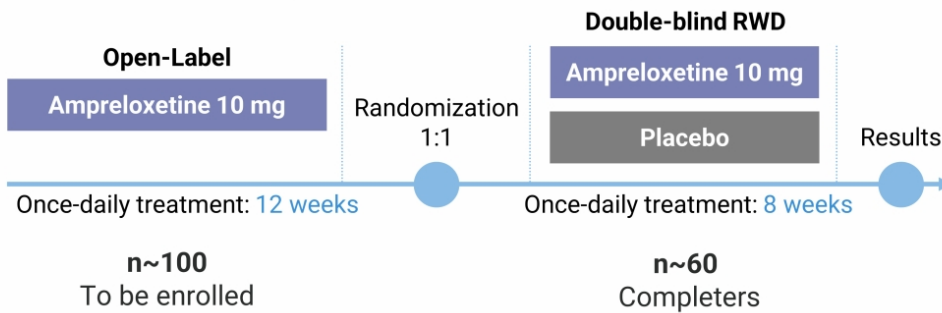 Open-Label
Ampreloxetine 10 mg
Randomization
1:1
Double-blind RWD
Ampreloxetine 10 mg
Placebo
Results
Once-daily treatment: 12 weeks
Once-daily treatment: 8 weeks
n~100
To be enrolled
n~60
Completers